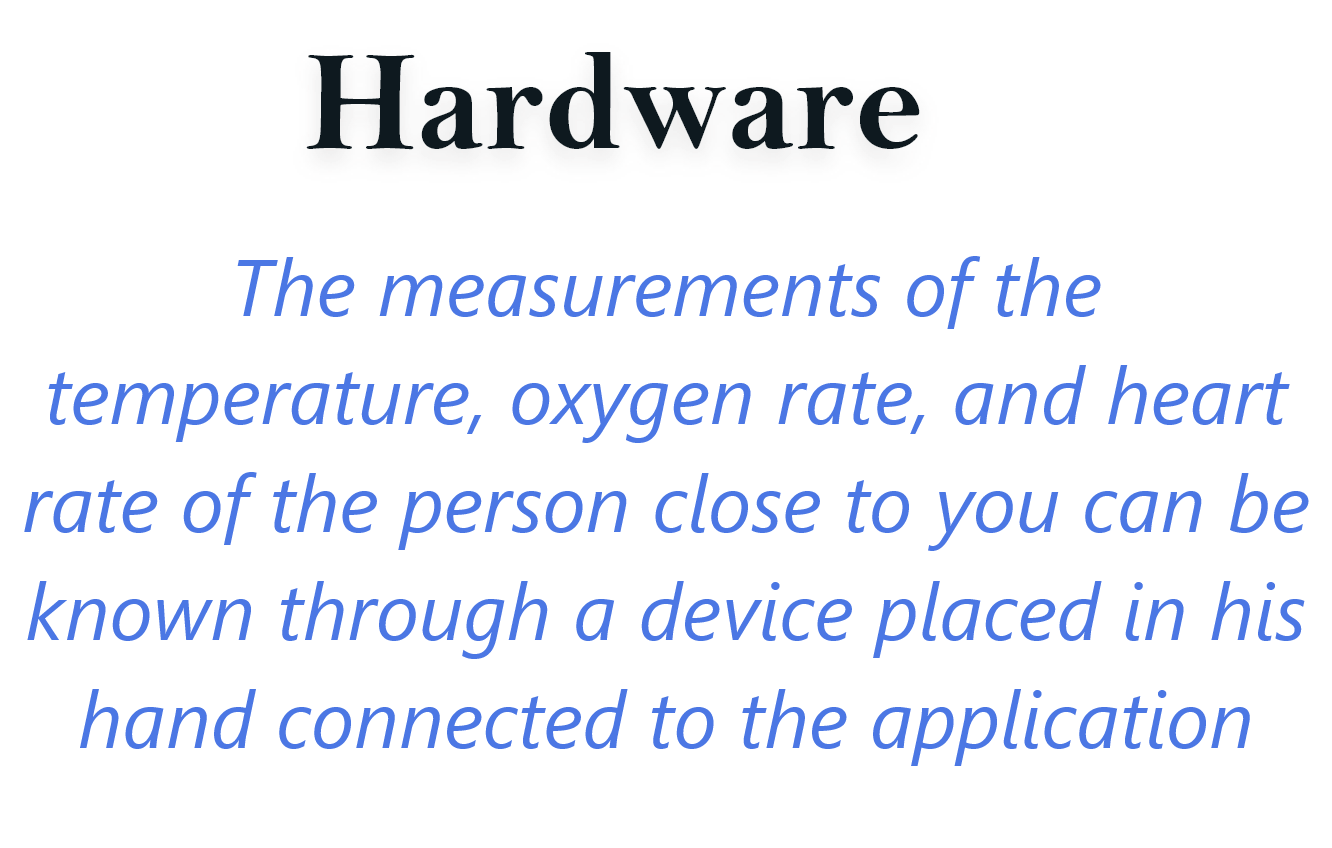 Hardware
The measurements of the
temperature, oxygen rate, and heart
rate of the person close to you can be
known through a device placed in his
hand connected to the application